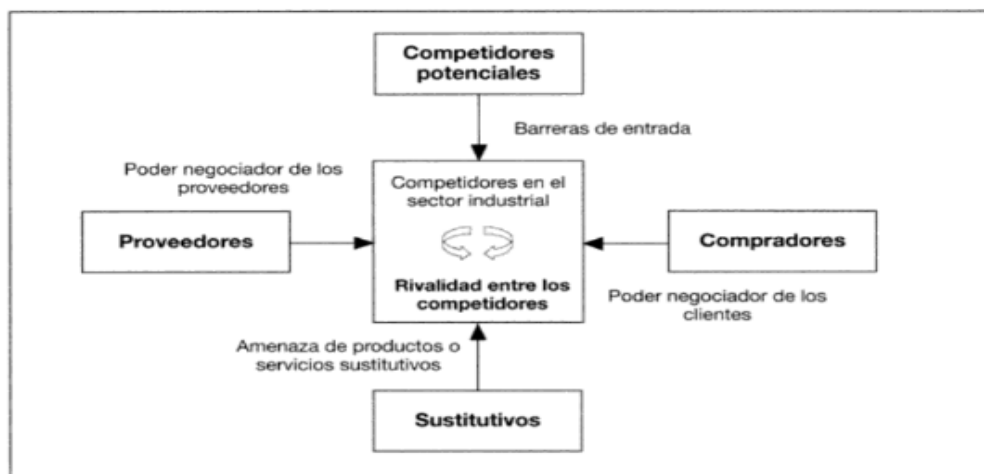 Competidores
potenciales
Barreras de entrada
Poder negociador de los
proveedores
Competidores en el
sector industrial
Proveedores
Compradores
Rivalidad entre los
competidores
Poder negociador de los
clientes
Amenaza de productos o
servicios sustitutivos
Sustitutivos